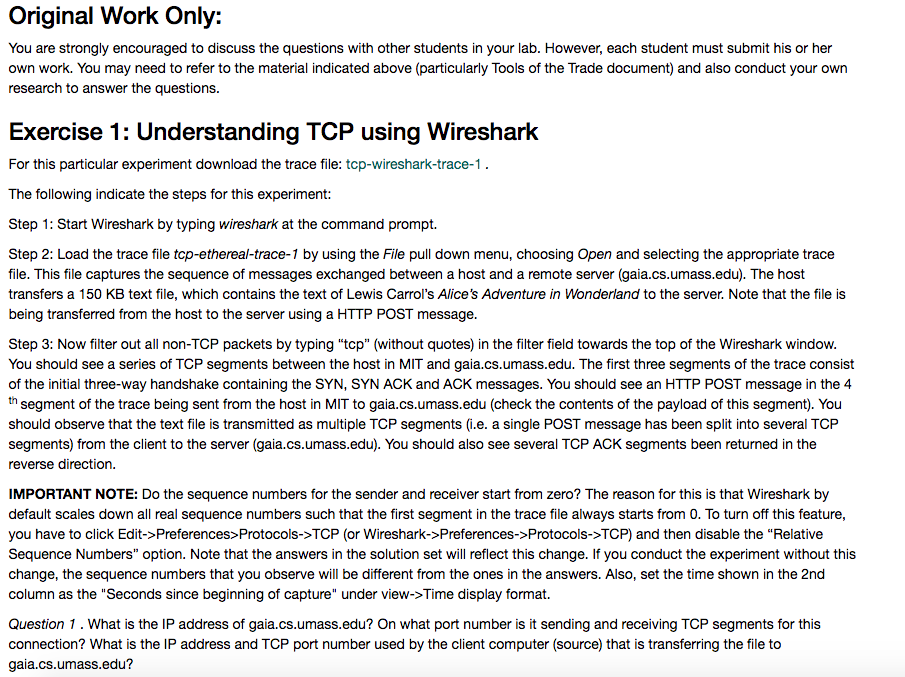 Original Work Only:
You are strongly encouraged to discuss the questions with other students in your lab. However, each student must submit his or her
own work. You may need to refer to the material indicated above (particularly Tools of the Trade document) and also conduct your own
research to answer the questions.
Exercise 1: Understanding TCP using Wireshark
For this particular experiment download the trace file: tcp-wireshark-trace-1 .
The following indicate the steps for this experiment:
Step 1: Start Wireshark by typing wireshark at the command prompt.
Step 2: Load the trace file tcp-ethereal-trace-1 by using the File pull down menu, choosing Open and selecting the appropriate trace
file. This file captures the sequence of messages exchanged between a host and a remote server (gaia.cs.umass.edu). The host
transfers a 150 KB text file, which contains the text of Lewis Carrol's Alice's Adventure in Wonderland to the server. Note that the file is
being transferred from the host to the server using a HTTP POST message.
Step 3: Now filter out all non-TCP packets by typing “tcp” (without quotes) in the filter field towards the top of the Wireshark window.
You should see a series of TCP segments between the host in MIT and gaia.cs.umass.edu. The first three segments of the trace consist
of the initial three-way handshake containing the SYN, SYN ACK and ACK messages. You should see an HTTP POST message in the 4
th segment of the trace being sent from the host in MIT to gaia.cs.umass.edu (check the contents of the payload of this segment). You
should observe that the text file is transmitted as multiple TCP segments (i.e. a single POST message has been split into several TCP
segments) from the client to the server (gaia.cs.umass.edu). You should also see several TCP ACK segments been returned in the
reverse direction.
IMPORTANT NOTE: Do the sequence numbers for the sender and receiver start from zero? The reason for this is that Wireshark by
default scales down all real sequence numbers such that the first segment in the trace file always starts from 0. To turn off this feature,
you have to click Edit->Preferences>Protocols->TCP (or Wireshark->Preferences->Protocols->TCP) and then disable the “Relative
Sequence Numbers” option. Note that the answers in the solution set will reflect this change. If you conduct the experiment without this
change, the sequence numbers that you observe will be different from the ones in the answers. Also, set the time shown in the 2nd
column as the "Seconds since beginning of capture" under view->Time display format.
Question 1 . What is the IP address of gaia.cs.umass.edu? On what port number is it sending and receiving TCP segments for this
connection? What is the IP address and TCP port number used by the client computer (source) that is transferring the file to
gaia.cs.umass.edu?